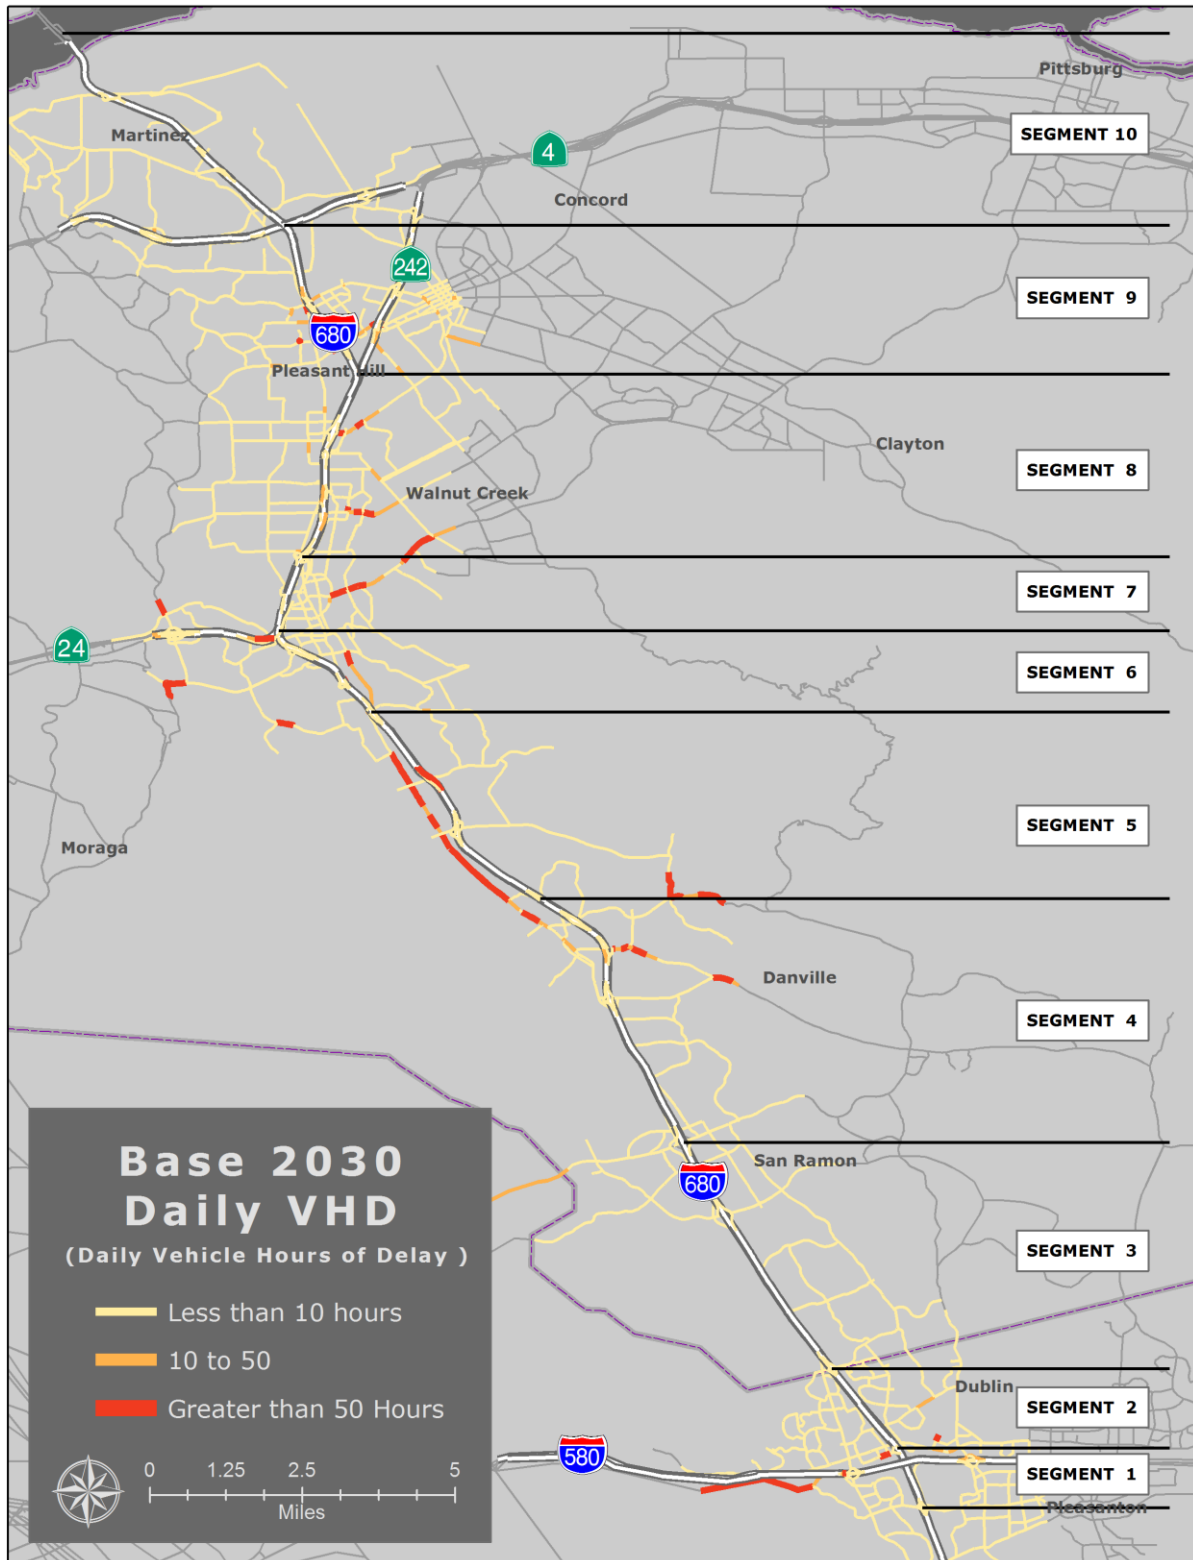 Pittsburg
Martinez
SEGMENT 10
4
Concord
242
SEGMENT 9
680
Pleasant Hill
Clayton
SEGMENT 8
Walnut Creek
SEGMENT 7
24
SEGMENT 6
SEGMENT 5
Moraga
Danville
SEGMENT 4
San Ramon
680
SEGMENT 3
Dublin
SEGMENT 2
580
SEGMENT 1
Pleasanton
Base 2030
Daily VHD
(Daily Vehicle Hours of Delay )
Less than 10 hours
10 to 50
Greater than 50 Hours
0 1.25 2.5 5
Miles